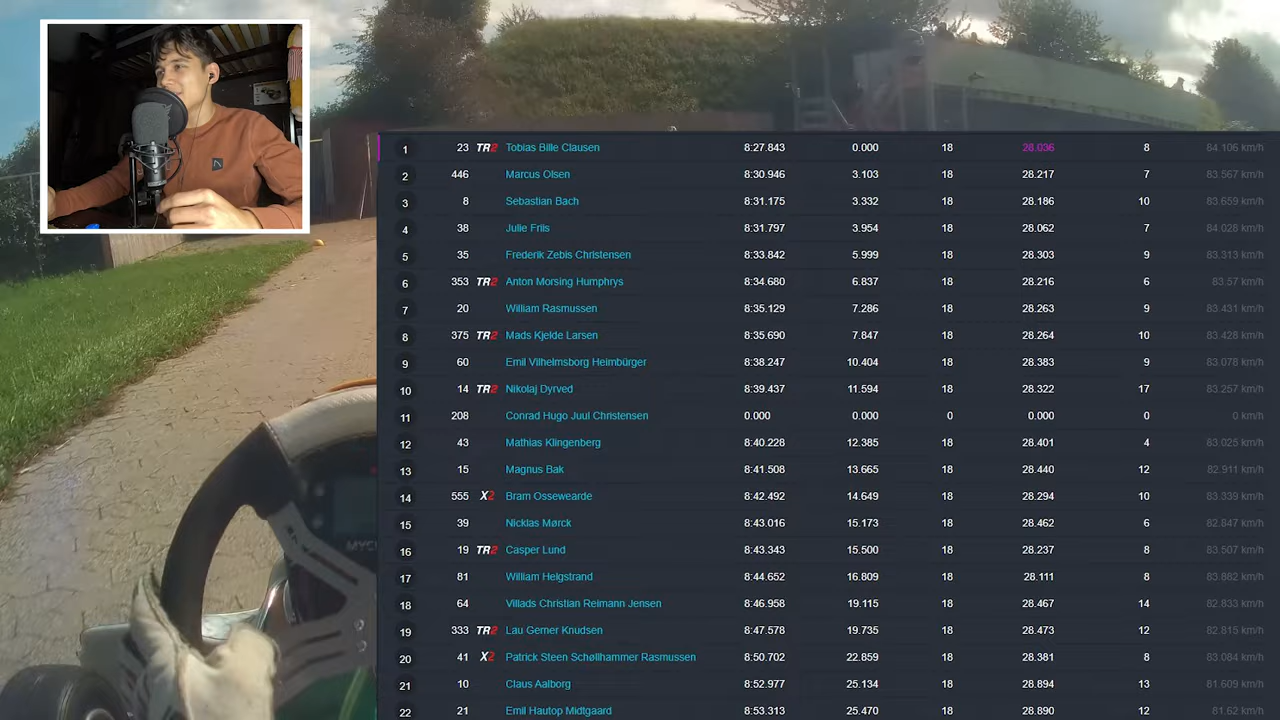 1 23 TR2 Tobias Bille Clausen 8:27.843 0.000 18 28.036 8 84.106 km/h
2 446 Marcus Olsen 8:30.946 3.103 18 28.217 7 83.567 km/h
3 8 Sebastian Bach 8:31.175 3.332 18 28.186 10 83.659 km/h
4 38 Julie Friis 8:31.797 3.954 18 28.062 7 84.028 km/h
5 35 Frederik Zebis Christensen 8:33.842 5.999 18 28.303 9 83.313 km/h
6 353 TR2 Anton Morsing Humphrys 8:34.680 6.837 18 28.216 6 83.57 km/h
7 20 William Rasmussen 8:35.129 7.286 18 28.263 9 83.431 km/h
8 375 TR2 Mads Kjelde Larsen 8:35.690 7.847 18 28.264 10 83.428 km/h
9 60 Emil Vilhelmsborg Heimbürger 8:38.247 10.404 18 28.383 9 83.078 km/h
10 14 TR2 Nikolaj Dyrved 8:39.437 11.594 18 28.322 17 83.257 km/h
11 208 Conrad Hugo Juul Christensen 0.000 0.000 0 0.000 0 0 km/h
12 43 Mathias Klingenberg 8:40.228 12.385 18 28.401 4 83.025 km/h
13 15 Magnus Bak 8:41.508 13.665 18 28.440 12 82.911 km/h
14 555 X2 Bram Ossewearde 8:42.492 14.649 18 28.294 10 83.339 km/h
15 39 Nicklas Mørck 8:43.016 15.173 18 28.462 6 82.847 km/h
16 19 TR2 Casper Lund 8:43.343 15.500 18 28.237 8 83.507 km/h
17 81 William Helgstrand 8:44.652 16.809 18 28.111 8 83.882 km/h
18 64 Villads Christian Reimann Jensen 8:46.958 19.115 18 28.467 14 82.833 km/h
19 333 TR2 Lau Gerner Knudsen 8:47.578 19.735 18 28.473 12 82.815 km/h
20 41 X2 Patrick Steen Schøllhammer Rasmussen 8:50.702 22.859 18 28.381 8 83.084 km/h
21 10 Claus Aalborg 8:52.977 25.134 18 28.894 13 81.609 km/h
22 21 Emil Hautop Midtgaard 8:53.313 25.470 18 28.890 12 81.62 km/h